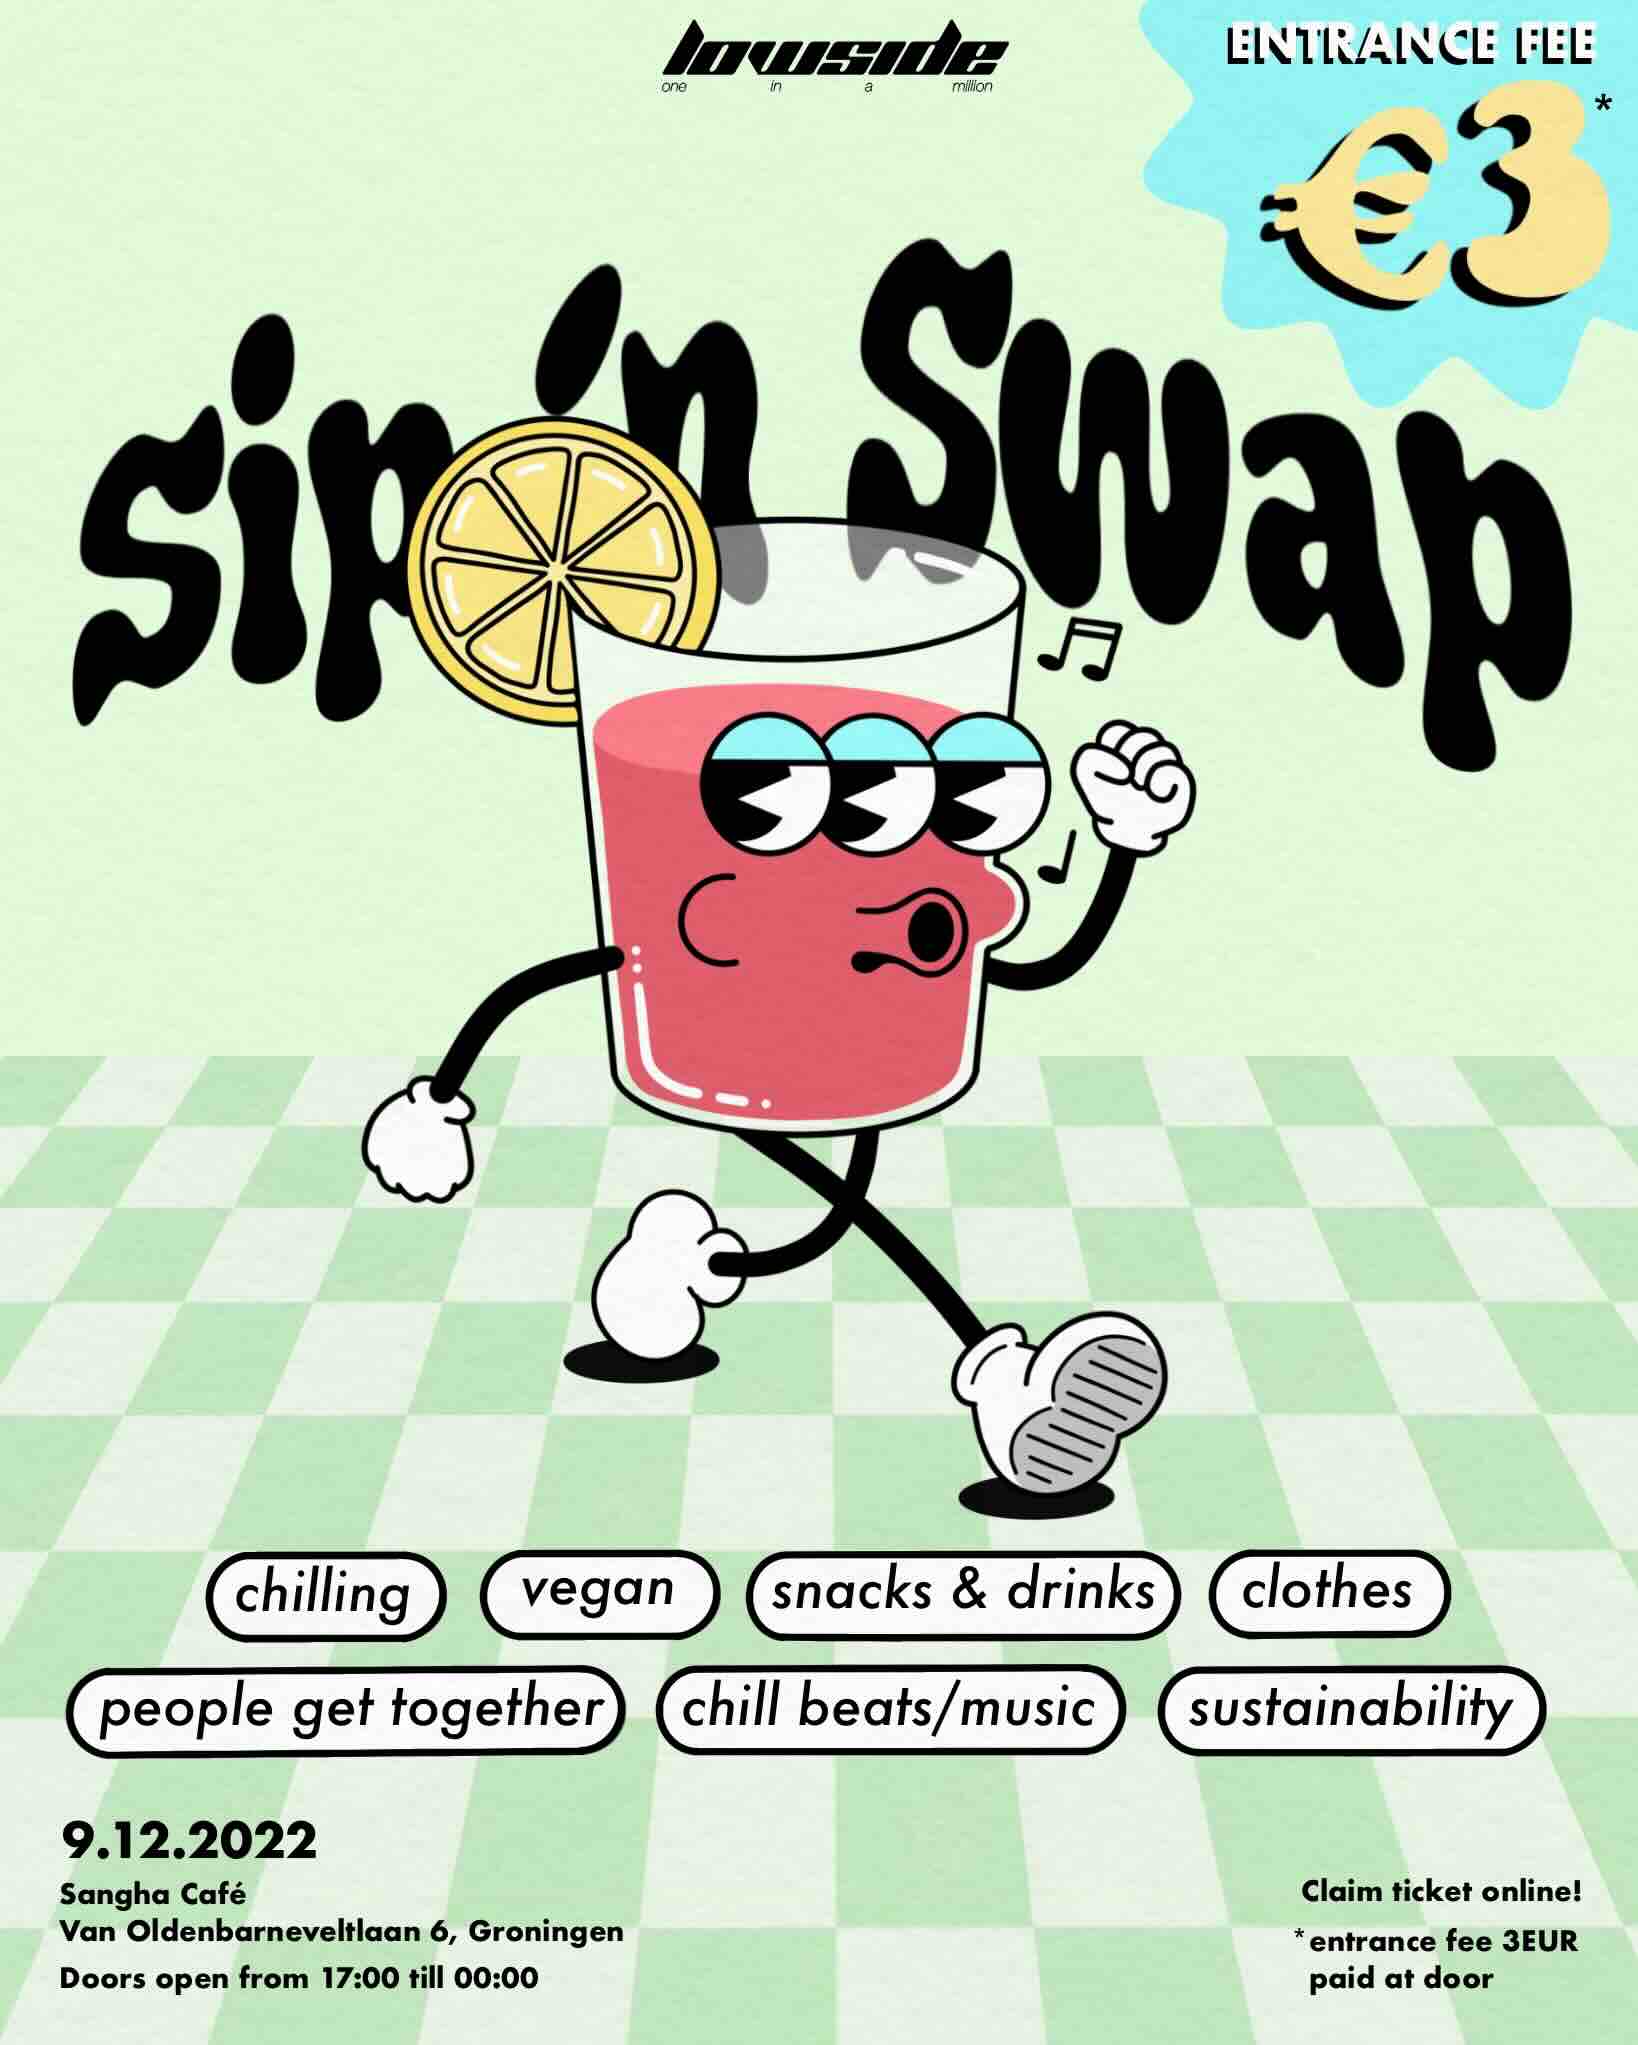 lowside
one in a million
ENTRANCE FEE
€3*
sip 'n Swap
chilling
vegan
snacks & drinks
clothes
people get together
chill beats/music
sustainability
9.12.2022
Sangha Café
Van Oldenbarneveltlaan 6, Groningen
Doors open from 17:00 till 00:00
Claim ticket online!
*entrance fee 3EUR
paid at door